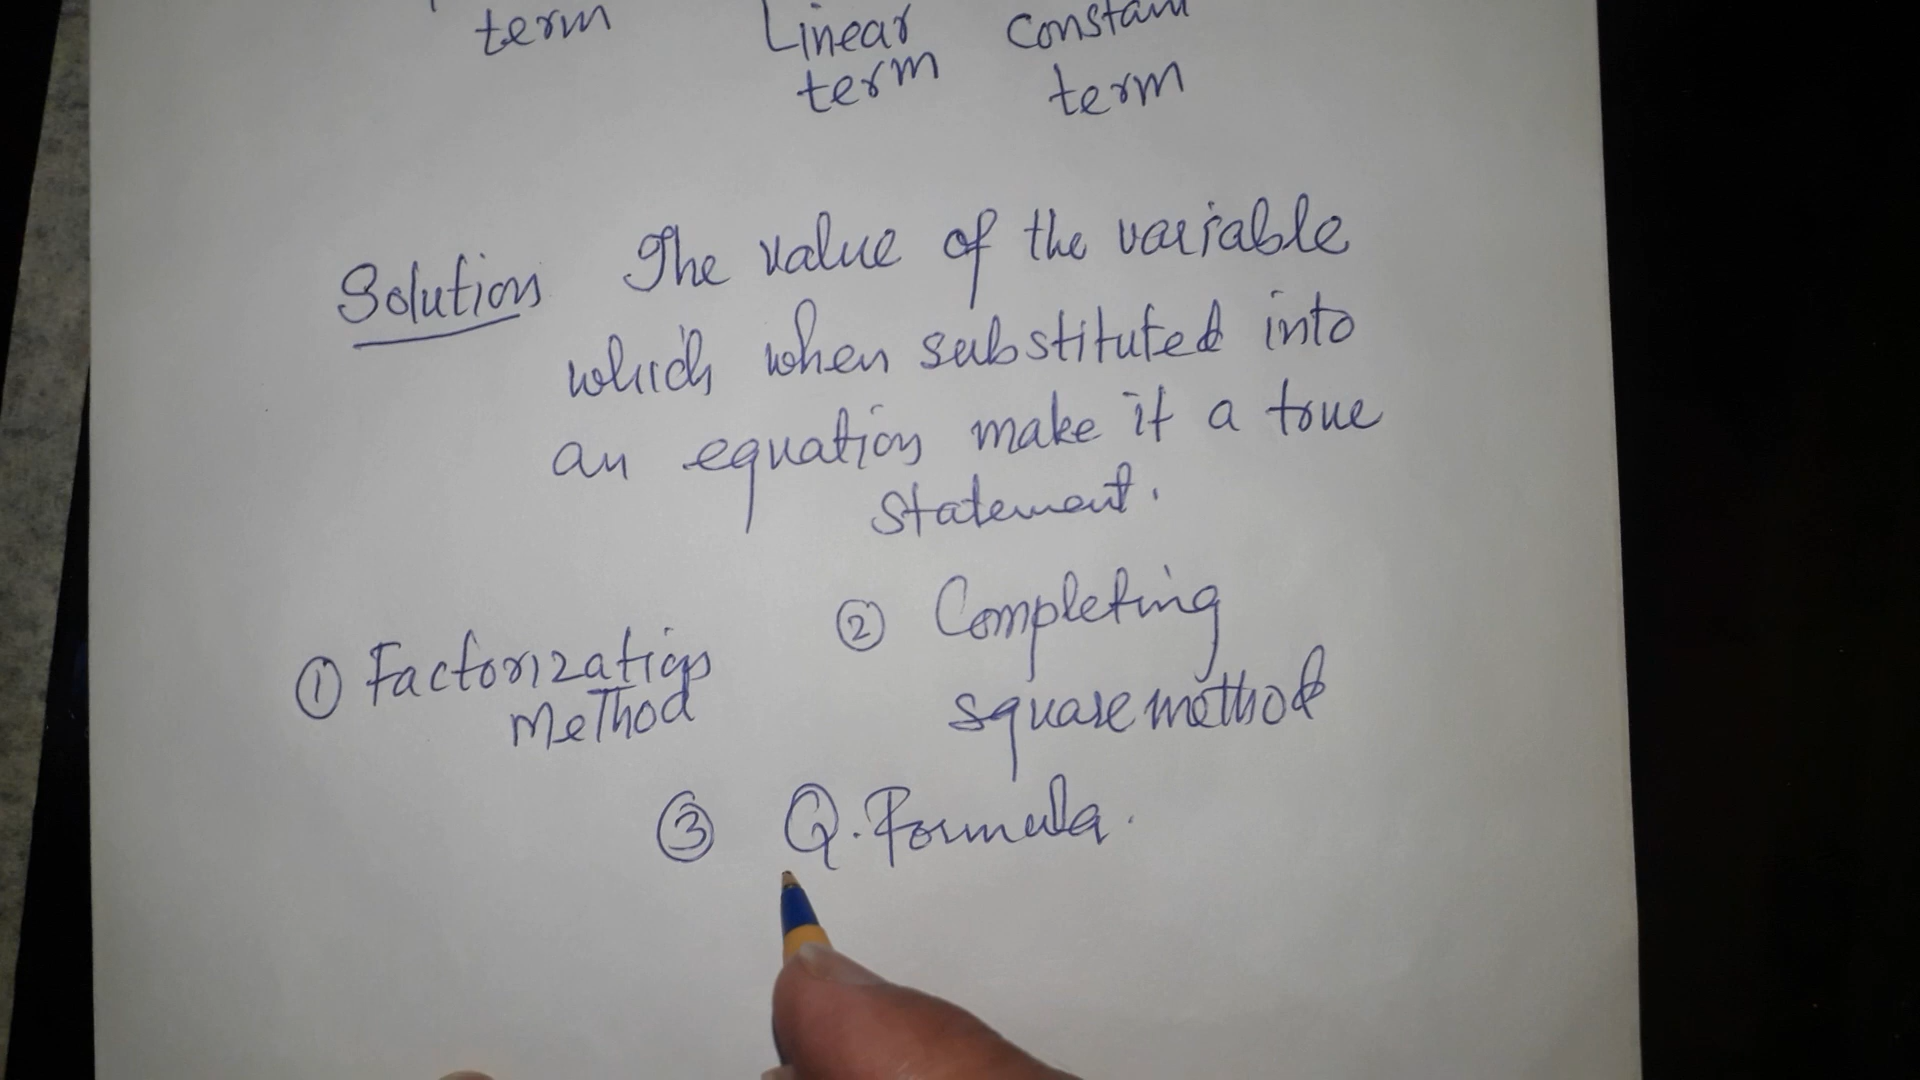 term Linear constant
term term
Solution The value of the variable
which when substituted into
an equation make it a true
statement.
① Factorization
Method
② Completing
square method
③ Q. Formula.